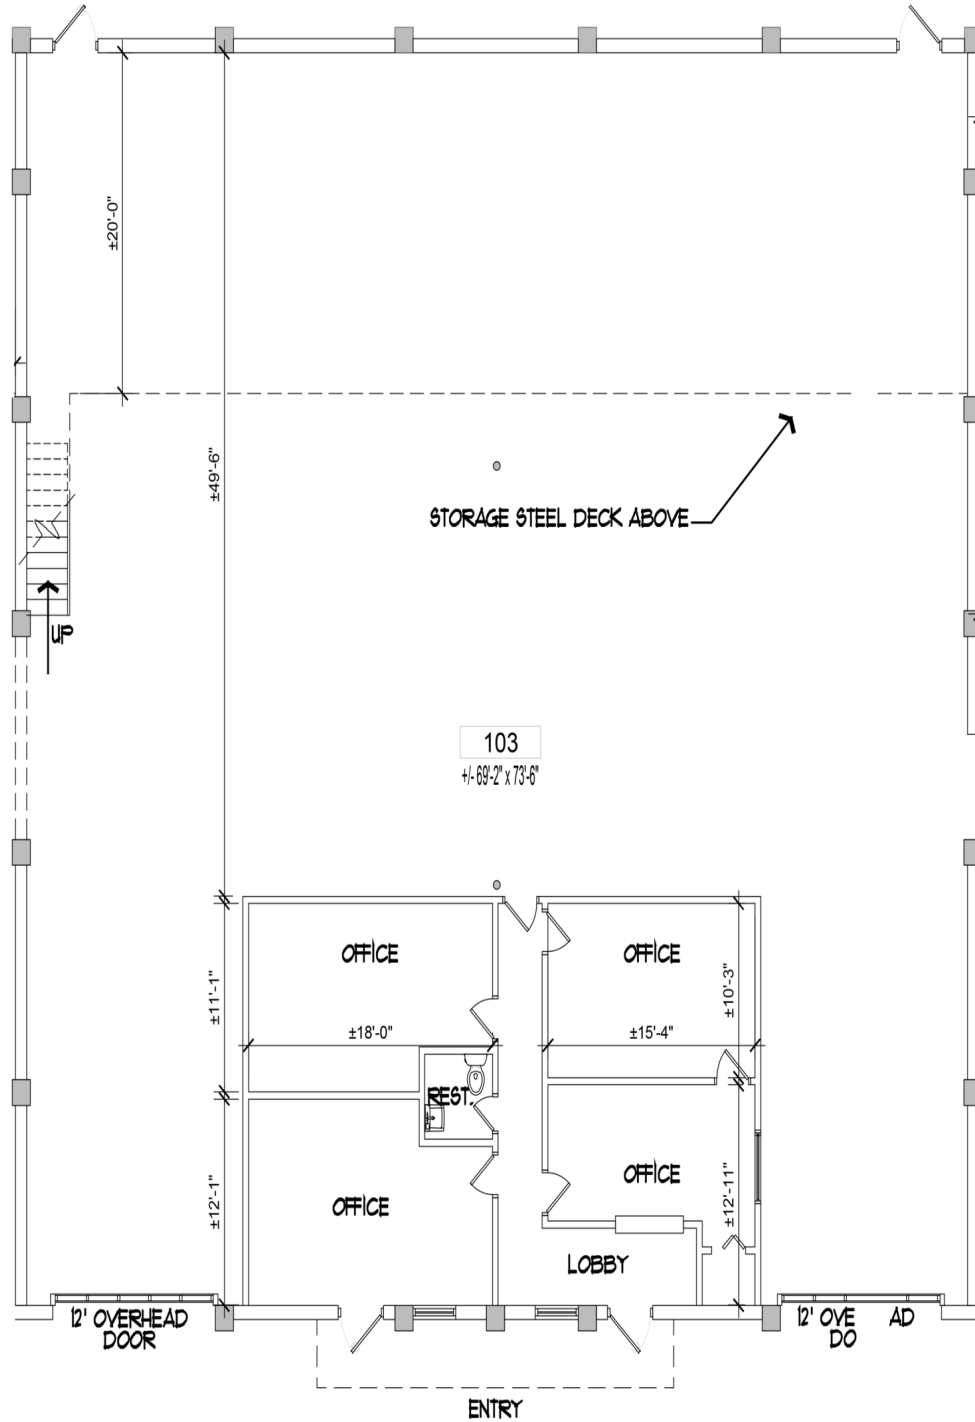 ±20'-0"
±49'-6"
STORAGE STEEL DECK ABOVE
UP
103
+/- 69'-2" x 73'-6"
OFFICE
OFFICE
±11'-1"
±18'-0"
±15'-4"
±10'-3"
REST.
OFFICE
OFFICE
±12'-1"
±12'-11"
LOBBY
12' OVERHEAD
DOOR
12' OVE AD
DO
ENTRY